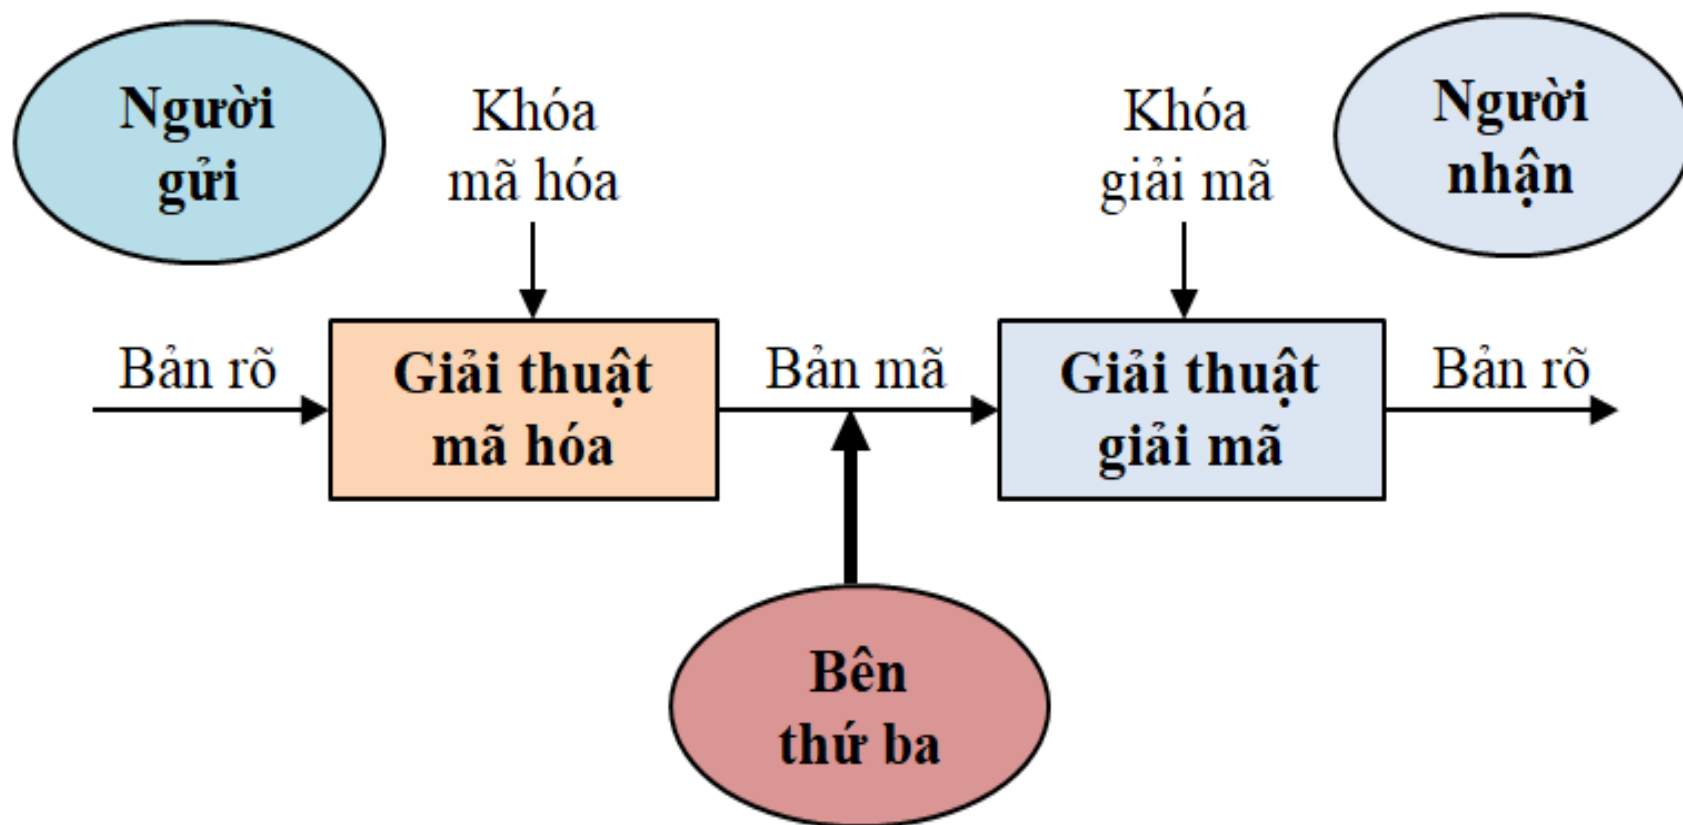 Người
gửi
Khóa
mã hóa
Khóa
giải mã
Người
nhận
Bản rõ
Giải thuật
mã hóa
Bản mã
Giải thuật
giải mã
Bản rõ
Bên
thứ ba